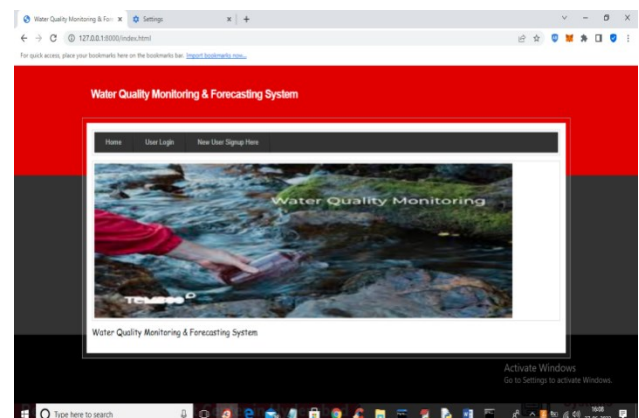 Water Quality Monitoring & For
Settings
127.0.0.1:6000/index.html
For quick access, place your bookmarks here on the bookmarks bar. Import bookmarks now...
Water Quality Monitoring & Forecasting System
Home User Login New User Signup Here
Water Quality Monitoring
Water Quality Monitoring & Forecasting System
Activate Windows
Go to Settings to activate Windows.
Type here to search